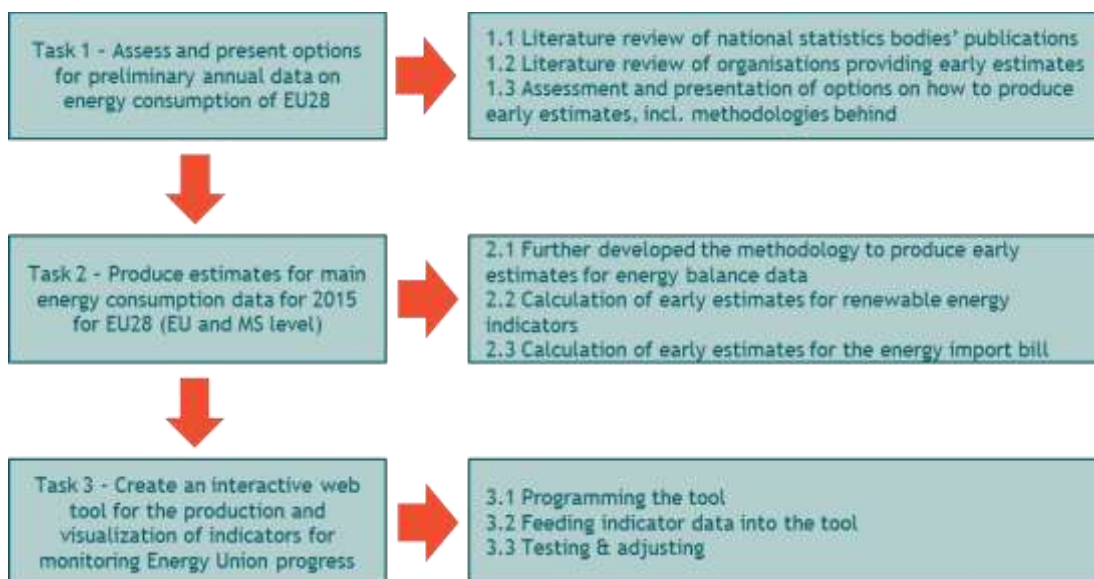 Task 1 - Assess and present options
for preliminary annual data on
energy consumption of EU28
1.1 Literature review of national statistics bodies' publications
1.2 Literature review of organisations providing early estimates
1.3 Assessment and presentation of options on how to produce
early estimates, incl. methodologies behind
Task 2 - Produce estimates for main
energy consumption data for 2015
for EU28 (EU and MS level)
2.1 Further developed the methodology to produce early
estimates for energy balance data
2.2 Calculation of early estimates for renewable energy
indicators
2.3 Calculation of early estimates for the energy import bill
Task 3 - Create an interactive web
tool for the production and
visualization of indicators for
monitoring Energy Union progress
3.1 Programming the tool
3.2 Feeding indicator data into the tool
3.3 Testing & adjusting